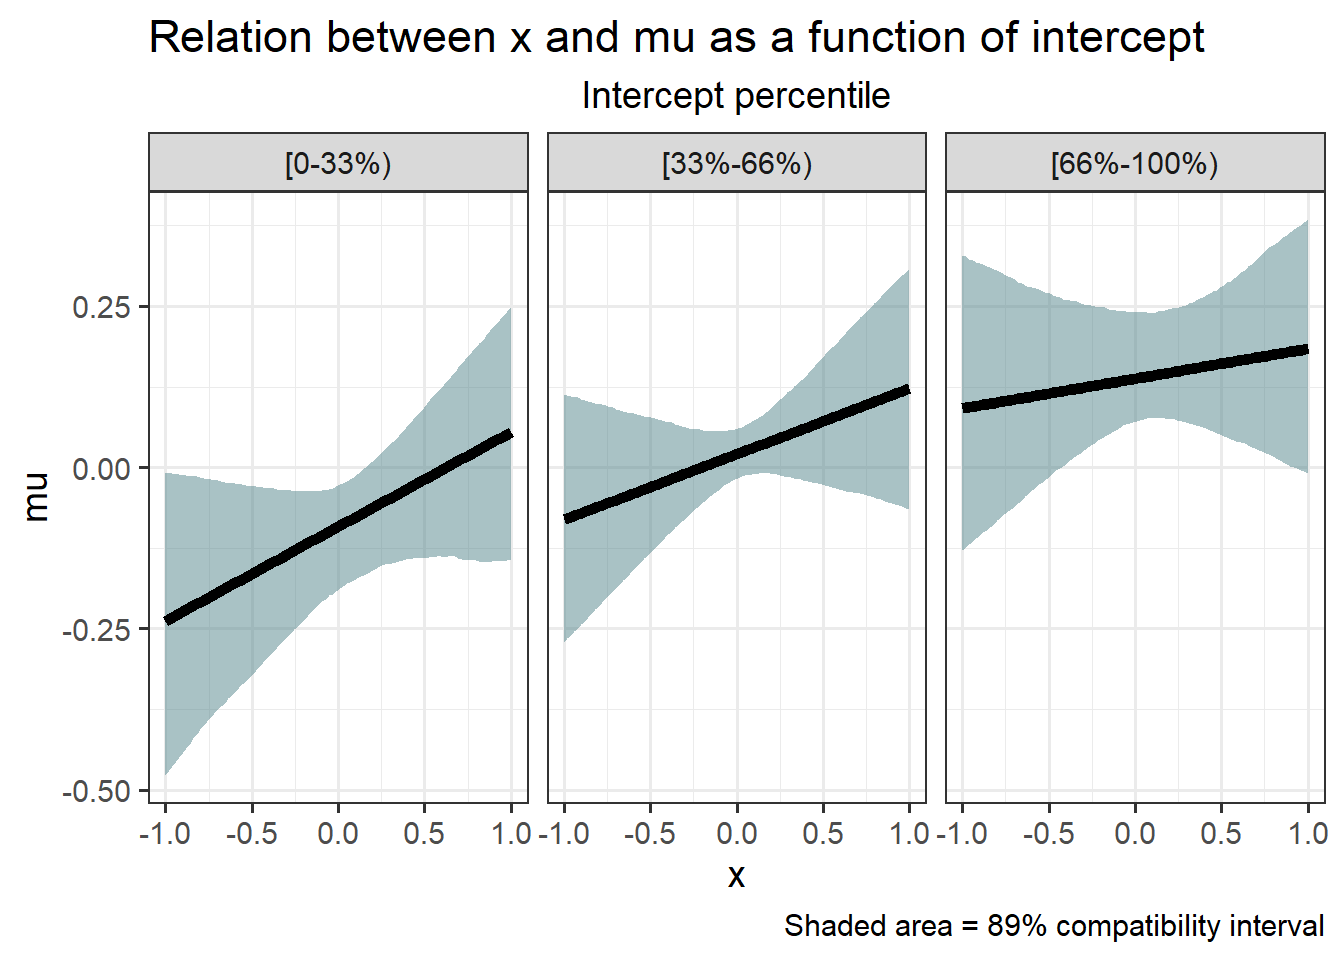 Relation between x and mu as a function of intercept
Intercept percentile
[0-33%) [33%-66%) [66%-100%)
mu
0.25
0.00
-0.25
-0.50
-1.0 -0.5 0.0 0.5 1.0 -1.0 -0.5 0.0 0.5 1.0 -1.0 -0.5 0.0 0.5 1.0
x
Shaded area = 89% compatibility interval